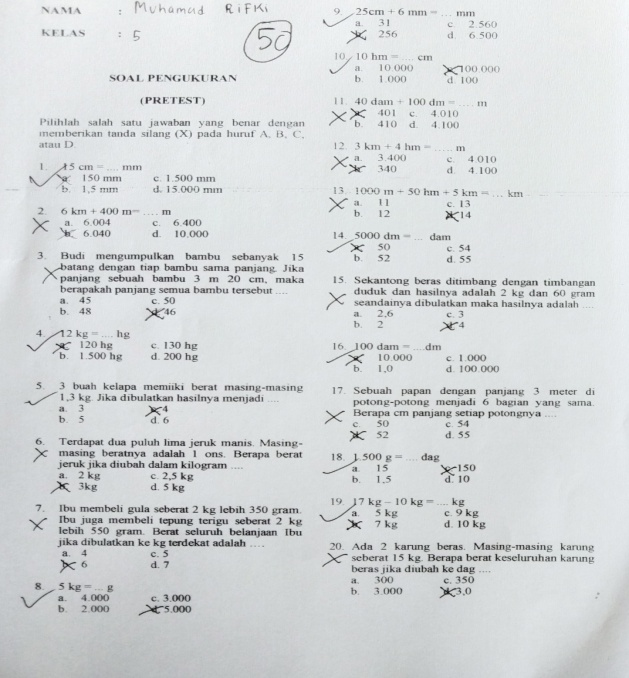 NAMA : Muhamad RiFKi
KELAS : 5
50
SOAL PENGUKURAN
(PRETEST)
Pilihlah salah satu jawaban yang benar dengan
memberikan tanda silang (X) pada huruf A, B, C,
atau D
1. 15 cm = .... mm
a. 150 mm c. 1.500 mm
b. 1,5 mm d. 15.000 mm
2. 6 km + 400 m= .... m
a. 6.004 c. 6.400
b. 6.040 d. 10.000
3. Budi mengumpulkan bambu sebanyak 15
batang dengan tiap bambu sama panjang. Jika
panjang sebuah bambu 3 m 20 cm, maka
berapakah panjang semua bambu tersebut ....
a. 45 c. 50
b. 48 d. 46
4. 12 kg = .... hg
a. 120 hg c. 130 hg
b. 1.500 hg d. 200 hg
5. 3 buah kelapa memiiki berat masing-masing
1,3 kg. Jika dibulatkan hasilnya menjadi ....
a. 3 c. 4
b. 5 d. 6
6. Terdapat dua puluh lima jeruk manis. Masing-
masing beratnya adalah 1 ons. Berapa berat
jeruk jika diubah dalam kilogram ....
a. 2 kg c. 2,5 kg
b. 3kg d. 5 kg
7. Ibu membeli gula seberat 2 kg lebih 350 gram.
Ibu juga membeli tepung terigu seberat 2 kg
lebih 550 gram. Berat seluruh belanjaan Ibu
jika dibulatkan ke kg terdekat adalah ....
a. 4 c. 5
b. 6 d. 7
8. 5 kg = ... g
a. 4.000 c. 3.000
b. 2.000 d. 5.000
9. 25cm + 6 mm = ... mm
a. 31 c. 2.560
b. 256 d. 6.500
10. 10 hm = .... cm
a. 10.000 c. 100.000
b. 1.000 d. 100
11. 40 dam + 100 dm = .... m
a. 401 c. 4.010
b. 410 d. 4.100
12. 3 km + 4 hm = ..... m
a. 3.400 c. 4.010
b. 340 d. 4.100
13. 1000 m + 50 hm + 5 km = ... km
a. 11 c. 13
b. 12 d. 14
14. 5000 dm = ... dam
a. 50 c. 54
b. 52 d. 55
15. Sekantong beras ditimbang dengan timbangan
duduk dan hasilnya adalah 2 kg dan 60 gram
seandainya dibulatkan maka hasilnya adalah ....
a. 2,6 c. 3
b. 2 d. 4
16. 100 dam = ....dm
a. 10.000 c. 1.000
b. 1,0 d. 100.000
17. Sebuah papan dengan panjang 3 meter di
potong-potong menjadi 6 bagian yang sama.
Berapa cm panjang setiap potongnya ....
c. 50 c. 54
52 d. 55
18. 1.500 g = .... dag
a. 15 c. 150
b. 1,5 d. 10
19. 17 kg – 10 kg = .... kg
a. 5 kg c. 9 kg
b. 7 kg d. 10 kg
20. Ada 2 karung beras. Masing-masing karung
seberat 15 kg. Berapa berat keseluruhan karung
beras jika diubah ke dag ....
a. 300 c. 350
b. 3.000 d. 3,0